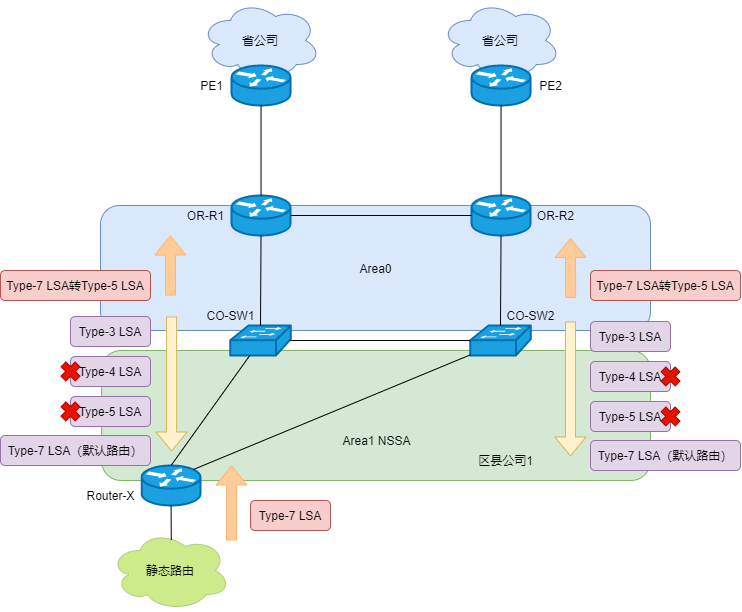 省公司
省公司
PE1
PE2
OR-R1
OR-R2
Area0
Type-7 LSA转Type-5 LSA
Type-7 LSA转Type-5 LSA
CO-SW1
CO-SW2
Type-3 LSA
Type-3 LSA
Type-4 LSA
Type-4 LSA
Type-5 LSA
Type-5 LSA
Area1 NSSA
Type-7 LSA（默认路由）
Type-7 LSA（默认路由）
区县公司1
Router-X
Type-7 LSA
静态路由